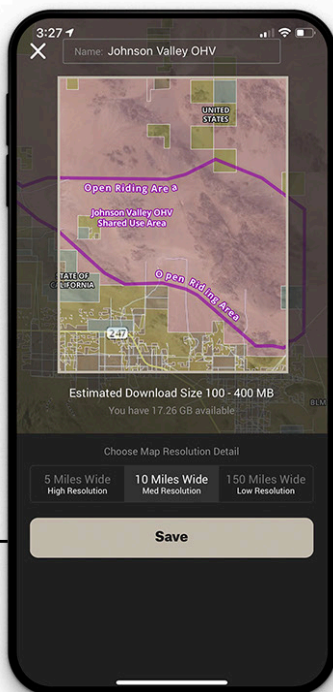 3:27
Name: Johnson Valley OHV
UNITED
STATES
Open Riding Area
Johnson Valley OHV
Shared Use Area
STATE OF
CALIFORNIA
Open Riding Area
247
BLM
Estimated Download Size 100 - 400 MB
You have 17.26 GB available
Choose Map Resolution Detail
5 Miles Wide
High Resolution
10 Miles Wide
Med Resolution
150 Miles Wide
Low Resolution
Save